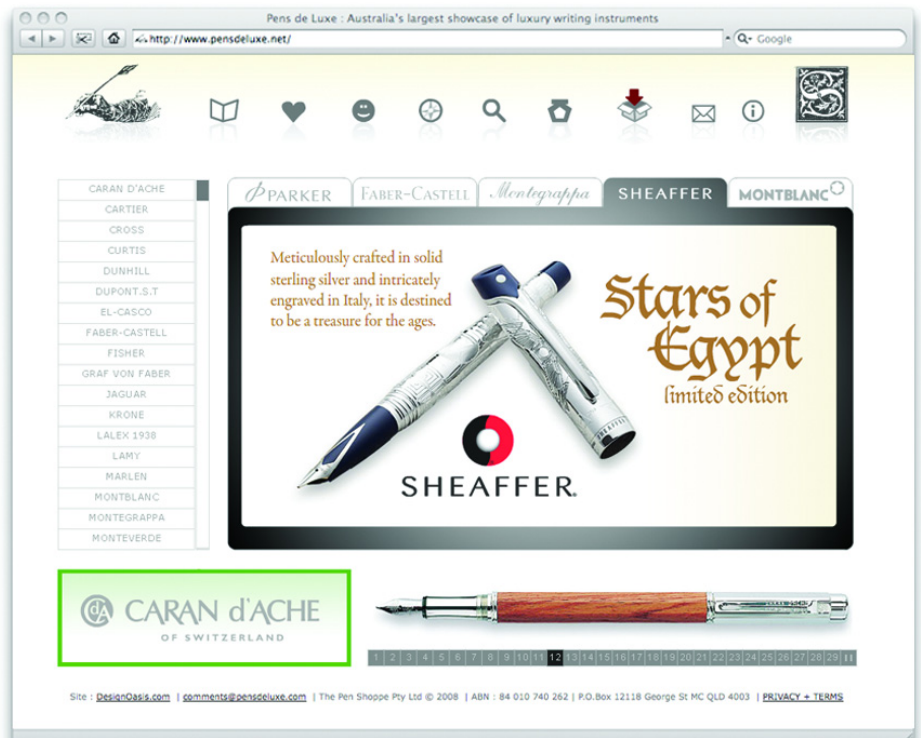 Pens de Luxe : Australia's largest showcase of luxury writing instruments
http://www.pensdeluxe.net/
Google
S
CARAN D'ACHE
CARTIER
CROSS
CURTIS
DUNHILL
DUPONT.S.T
EL-CASCO
FABER-CASTELL
FISHER
GRAF VON FABER
JAGUAR
KRONE
LALEX 1938
LAMY
MARLEN
MONTBLANC
MONTEGRAPPA
MONTEVERDE
PARKER
FABER-CASTELL
Montegrappa
SHEAFFER
MONTBLANC
Meticulously crafted in solid
sterling silver and intricately
engraved in Italy, it is destined
to be a treasure for the ages.
Stars of
Egypt
limited edition
SHEAFFER
SHEAFFER®
CdA CARAN d'ACHE
OF SWITZERLAND
1 2 3 4 5 6 7 8 9 10 11 12 13 14 15 16 17 18 19 20 21 22 23 24 25 26 27 28 29
Site : DesignOasis.com | comments@pensdeluxe.com | The Pen Shoppe Pty Ltd © 2008 | ABN : 84 010 740 262 | P.O.Box 12118 George St MC QLD 4003 | PRIVACY + TERMS